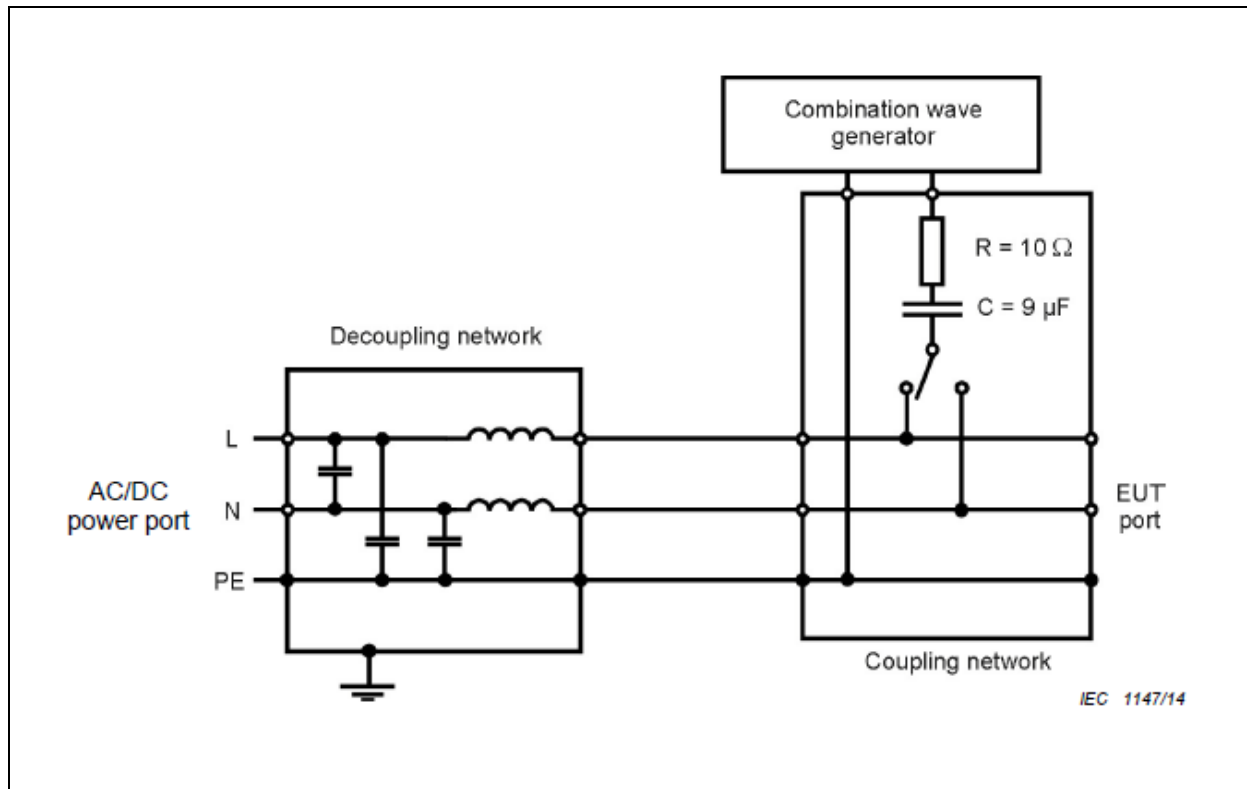 Combination wave
generator
R = 10 Ω
C = 9 µF
Decoupling network
L
AC/DC
power port
N
EUT
port
PE
Coupling network
IEC 1147/14